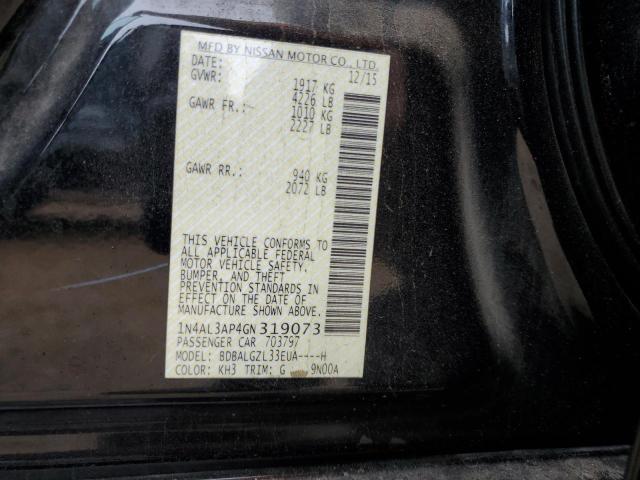 MFD BY NISSAN MOTOR CO., LTD.
DATE: 12/15
GVWR: 1917 KG
4226 LB
GAWR FR.:- 1010 KG
2227 LB
GAWR RR.: 940 KG
2072 LB
THIS VEHICLE CONFORMS TO
ALL APPLICABLE FEDERAL
MOTOR VEHICLE SAFETY,
BUMPER, AND THEFT
PREVENTION STANDARDS IN
EFFECT ON THE DATE OF
MANUFACTURE SHOWN ABOVE.
1N4AL3AP4GN319073
PASSENGER CAR 703797
MODEL: BDBALGZL33EUA----H
COLOR: KH3 TRIM: G 9N00A